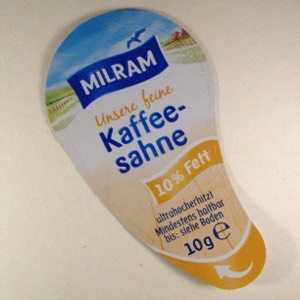 MILRAM
Unsere feine
Kaffee-
sahne
10% Fett
ultrahocherhitzt
Mindestens haltbar
bis: siehe Boden
10g e